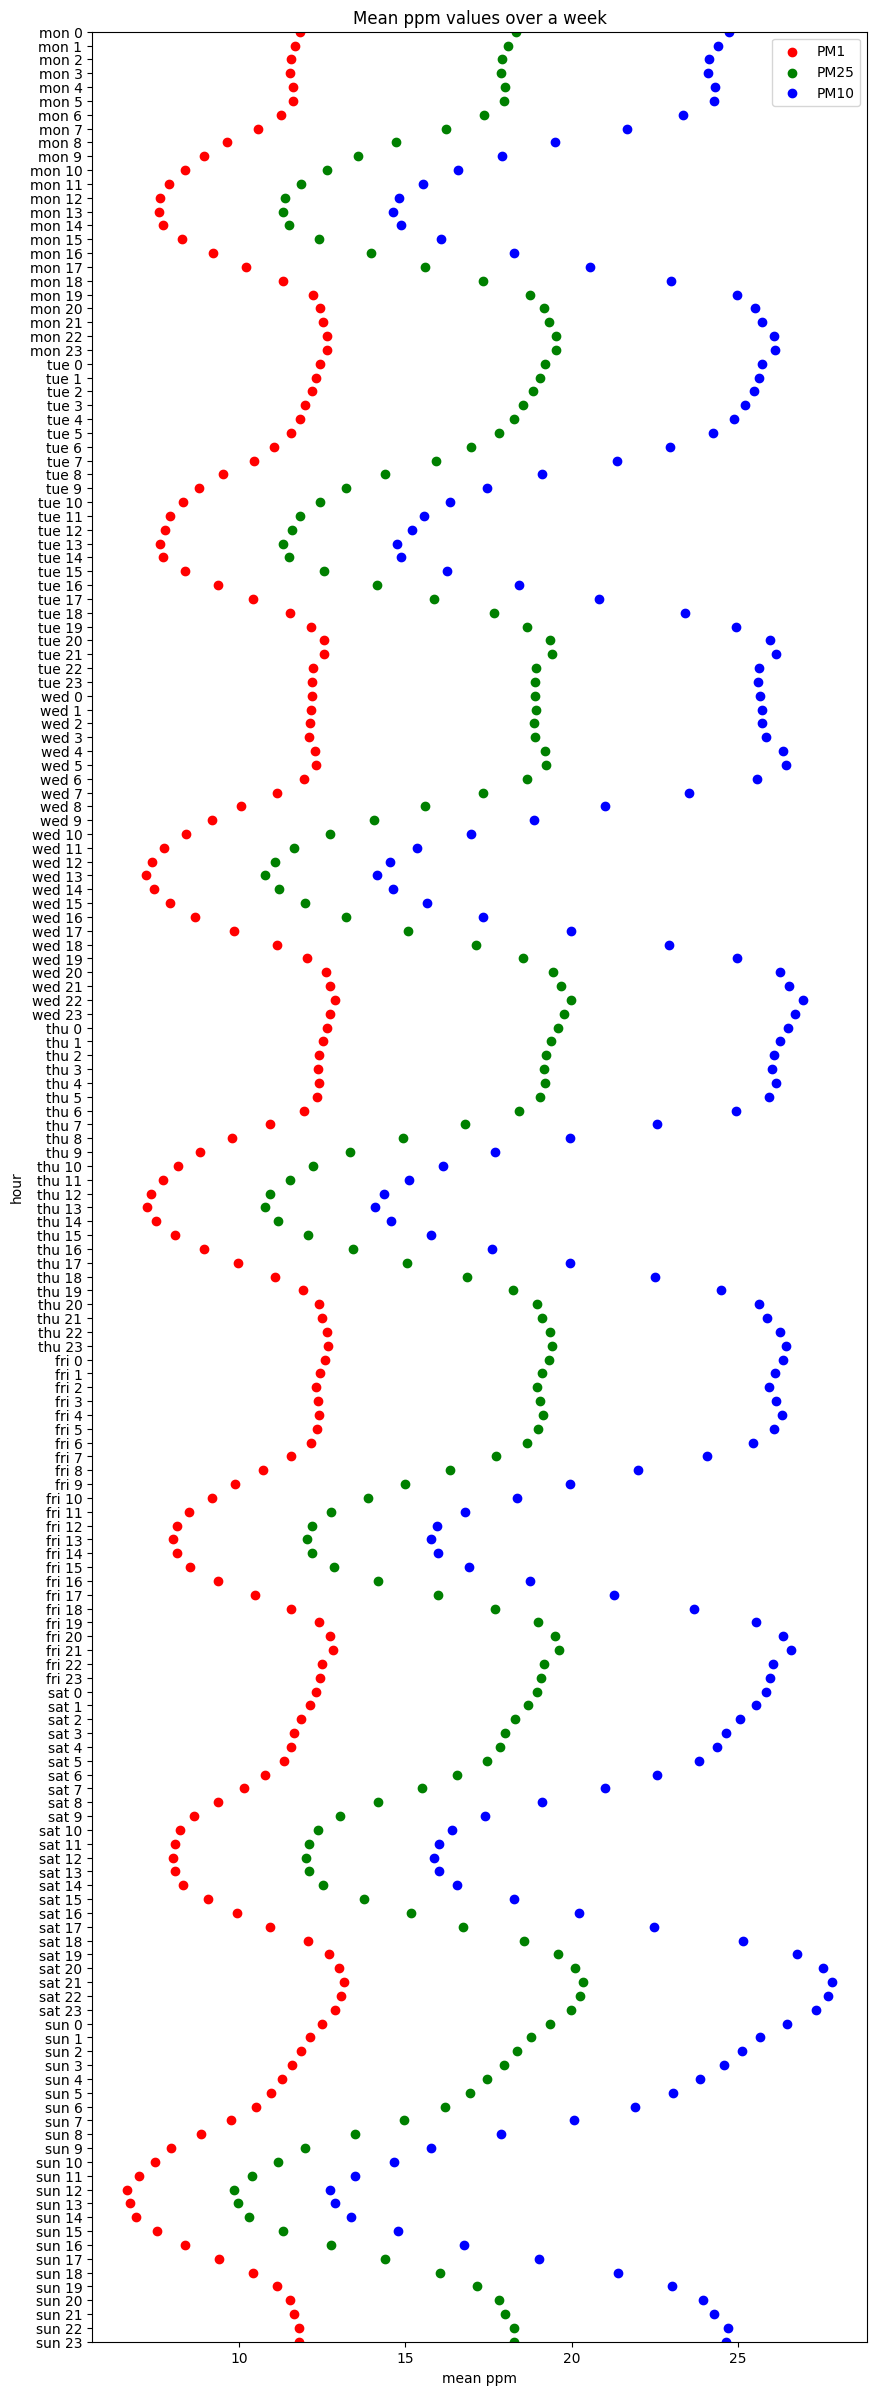 Mean ppm values over a week
PM1
PM25
PM10
mon 0
mon 1
mon 2
mon 3
mon 4
mon 5
mon 6
mon 7
mon 8
mon 9
mon 10
mon 11
mon 12
mon 13
mon 14
mon 15
mon 16
mon 17
mon 18
mon 19
mon 20
mon 21
mon 22
mon 23
tue 0
tue 1
tue 2
tue 3
tue 4
tue 5
tue 6
tue 7
tue 8
tue 9
tue 10
tue 11
tue 12
tue 13
tue 14
tue 15
tue 16
tue 17
tue 18
tue 19
tue 20
tue 21
tue 22
tue 23
wed 0
wed 1
wed 2
wed 3
wed 4
wed 5
wed 6
wed 7
wed 8
wed 9
wed 10
wed 11
wed 12
wed 13
wed 14
wed 15
wed 16
wed 17
wed 18
wed 19
wed 20
wed 21
wed 22
wed 23
thu 0
thu 1
thu 2
thu 3
thu 4
thu 5
thu 6
thu 7
thu 8
thu 9
thu 10
thu 11
thu 12
thu 13
thu 14
thu 15
thu 16
thu 17
thu 18
thu 19
thu 20
thu 21
thu 22
thu 23
fri 0
fri 1
fri 2
fri 3
fri 4
fri 5
fri 6
fri 7
fri 8
fri 9
fri 10
fri 11
fri 12
fri 13
fri 14
fri 15
fri 16
fri 17
fri 18
fri 19
fri 20
fri 21
fri 22
fri 23
sat 0
sat 1
sat 2
sat 3
sat 4
sat 5
sat 6
sat 7
sat 8
sat 9
sat 10
sat 11
sat 12
sat 13
sat 14
sat 15
sat 16
sat 17
sat 18
sat 19
sat 20
sat 21
sat 22
sat 23
sun 0
sun 1
sun 2
sun 3
sun 4
sun 5
sun 6
sun 7
sun 8
sun 9
sun 10
sun 11
sun 12
sun 13
sun 14
sun 15
sun 16
sun 17
sun 18
sun 19
sun 20
sun 21
sun 22
sun 23
hour
10 15 20 25
mean ppm